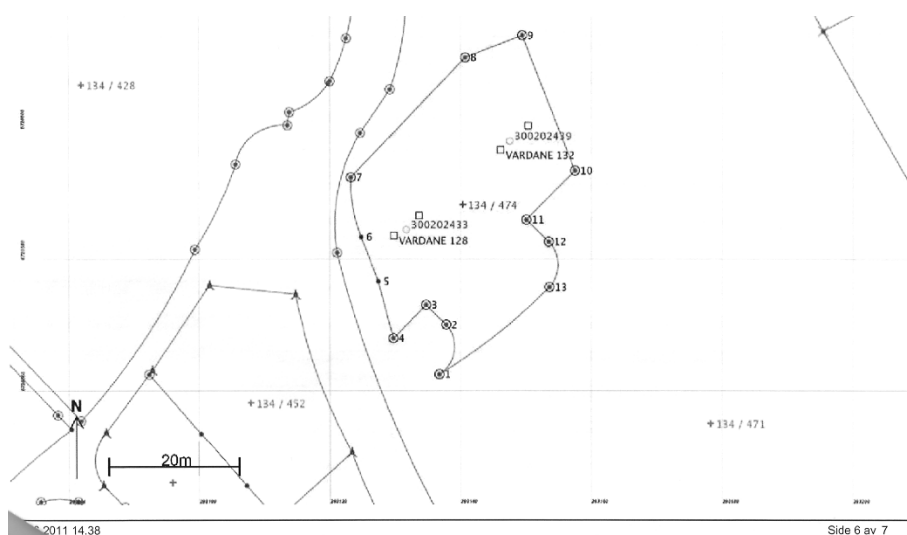 9
8
+134 / 428
300202439
VARDANE 132
10
7
+134 / 474
11
300202433
6
VARDANE 128
12
5
13
3
2
4
1
N
+134 / 452
+134 / 471
20m
2011 14.38
Side 6 av 7